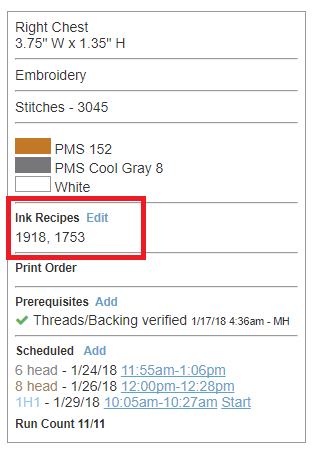 Right Chest
3.75" W x 1.35" H
Embroidery
Stitches - 3045
PMS 152
PMS Cool Gray 8
White
Ink Recipes Edit
1918, 1753
Print Order
Prerequisites Add
Threads/Backing verified 1/17/18 4:36am - MH
Scheduled Add
6 head - 1/24/18 11:55am-1:06pm
8 head - 1/26/18 12:00pm-12:28pm
1H1 - 1/29/18 10:05am-10:27am Start
Run Count 11/11